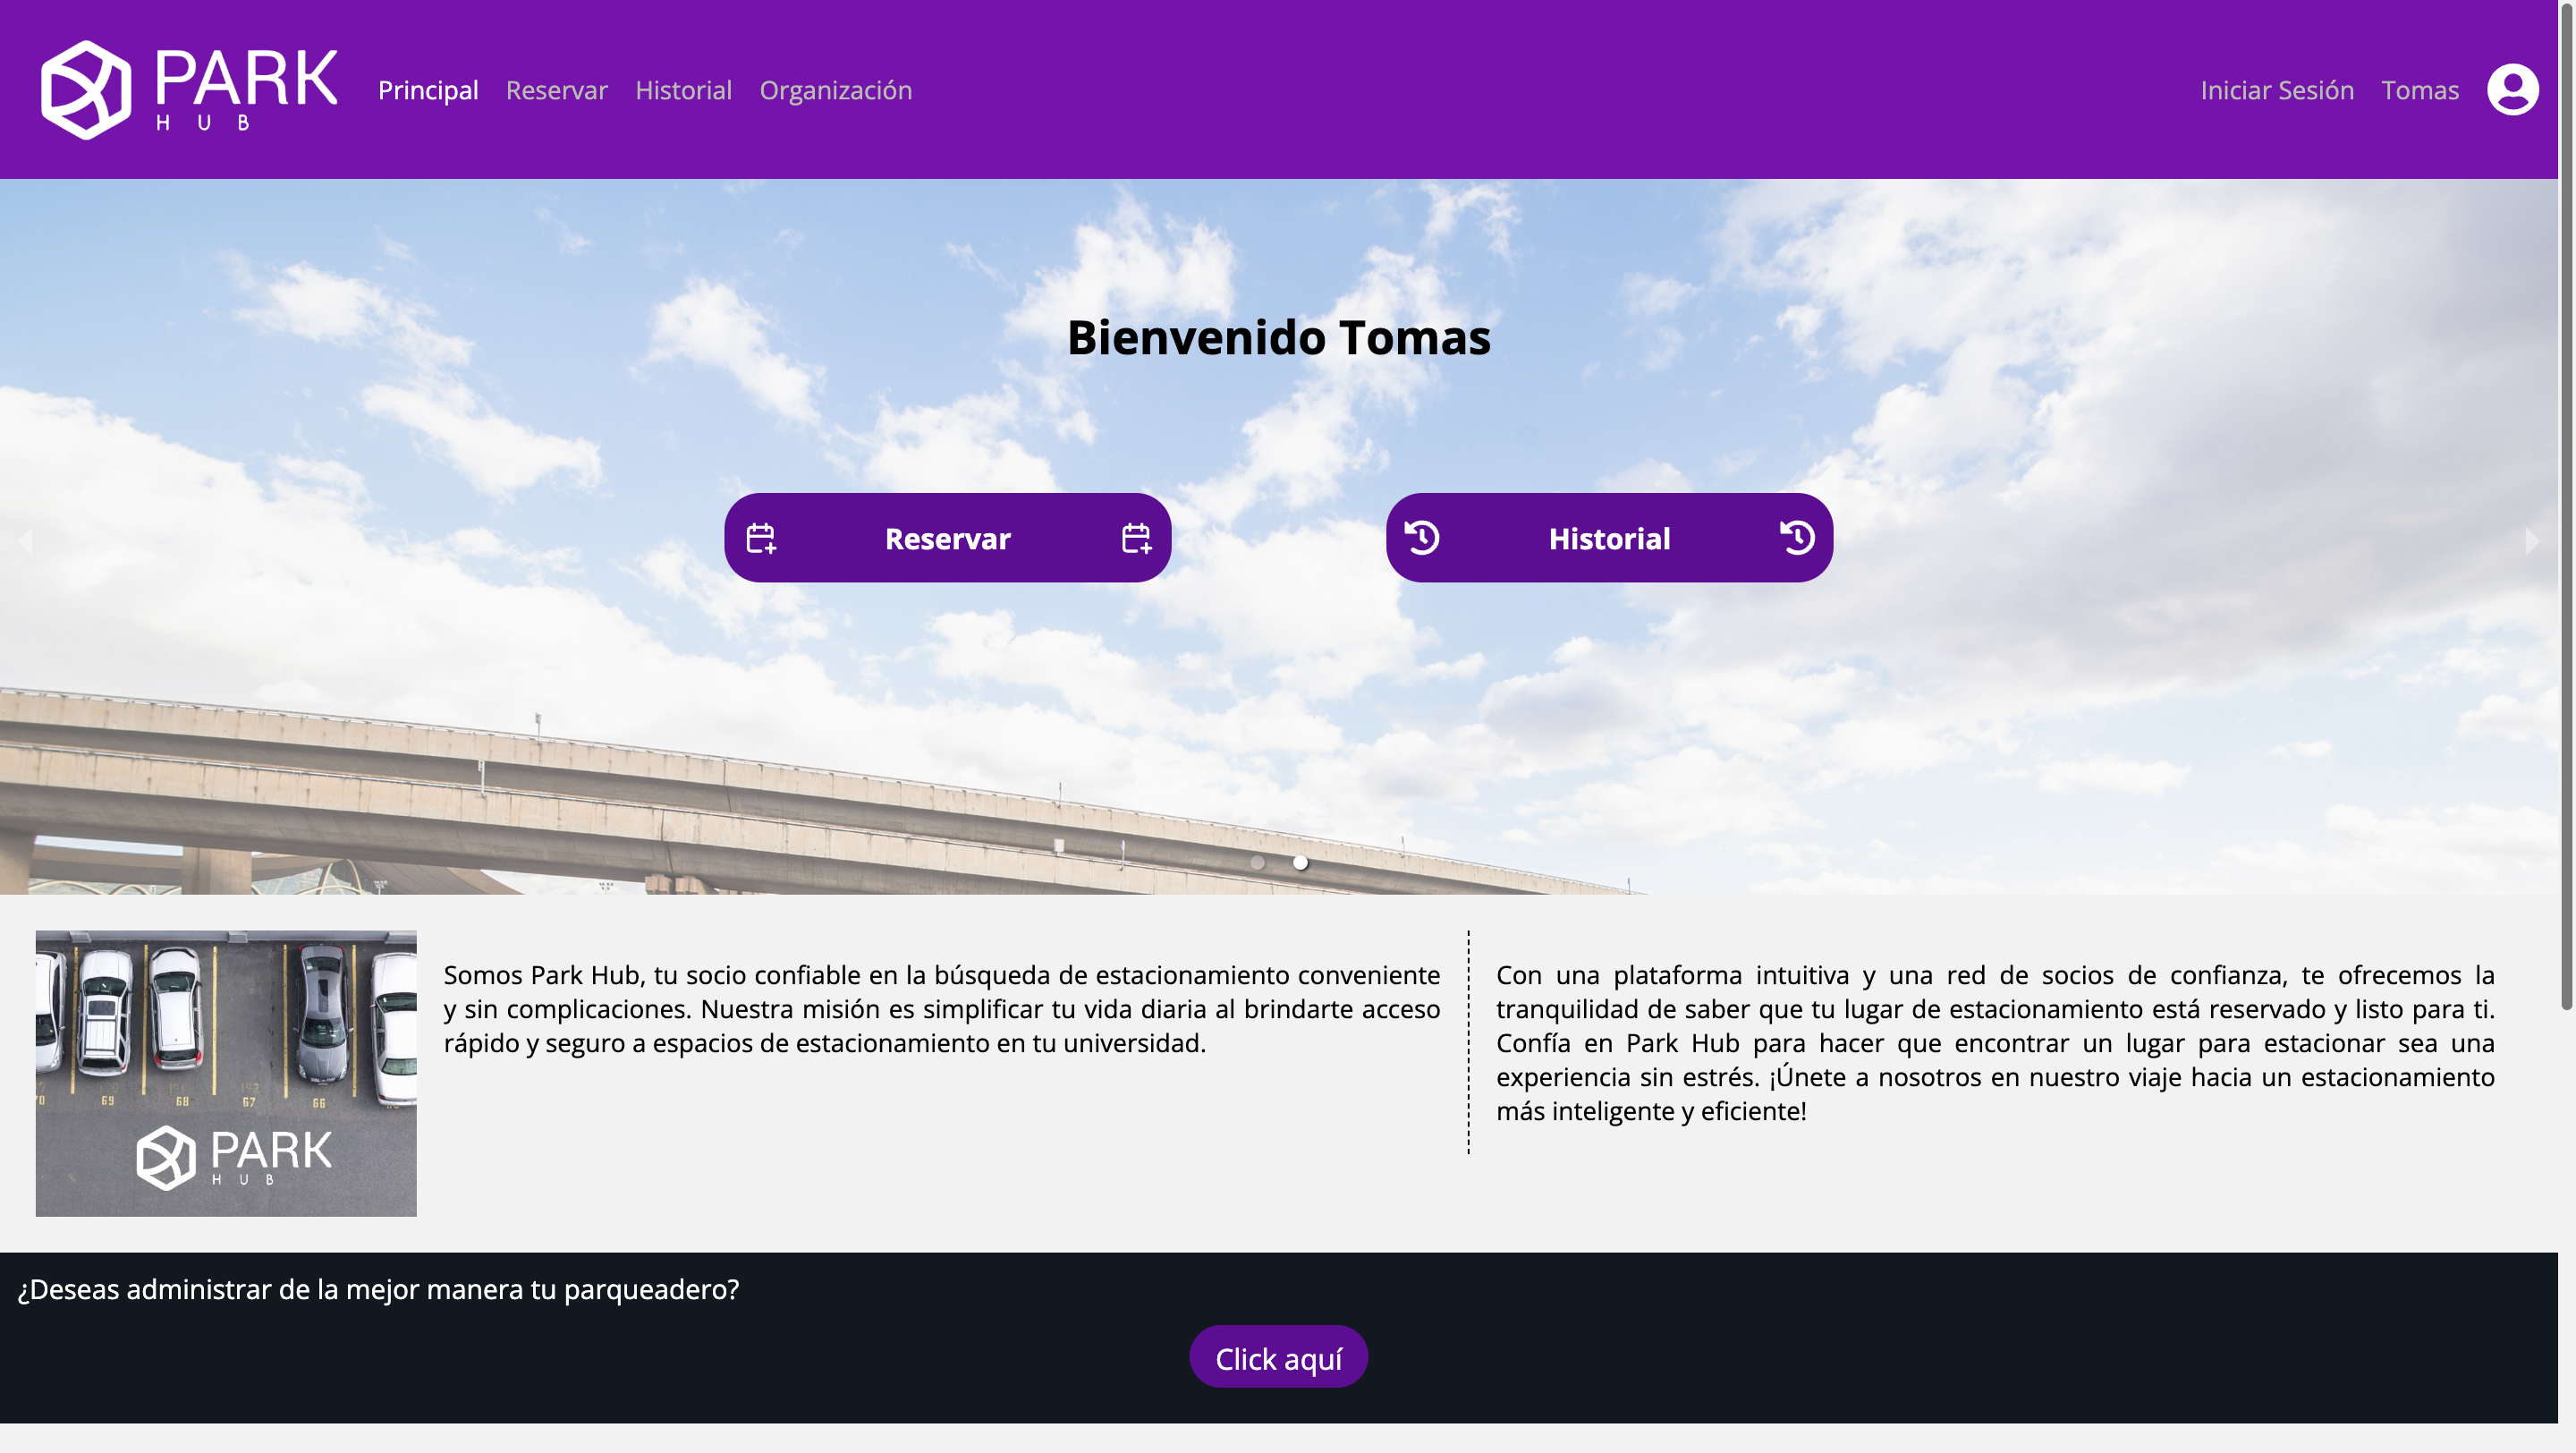 PARK
HUB
Principal Reservar Historial Organización
Iniciar Sesión Tomas
Bienvenido Tomas
Reservar
Historial
69 68 67 66
PARK
HUB
Somos Park Hub, tu socio confiable en la búsqueda de estacionamiento conveniente
y sin complicaciones. Nuestra misión es simplificar tu vida diaria al brindarte acceso
rápido y seguro a espacios de estacionamiento en tu universidad.
Con una plataforma intuitiva y una red de socios de confianza, te ofrecemos la
tranquilidad de saber que tu lugar de estacionamiento está reservado y listo para ti.
Confía en Park Hub para hacer que encontrar un lugar para estacionar sea una
experiencia sin estrés. ¡Únete a nosotros en nuestro viaje hacia un estacionamiento
más inteligente y eficiente!
¿Deseas administrar de la mejor manera tu parqueadero?
Click aquí